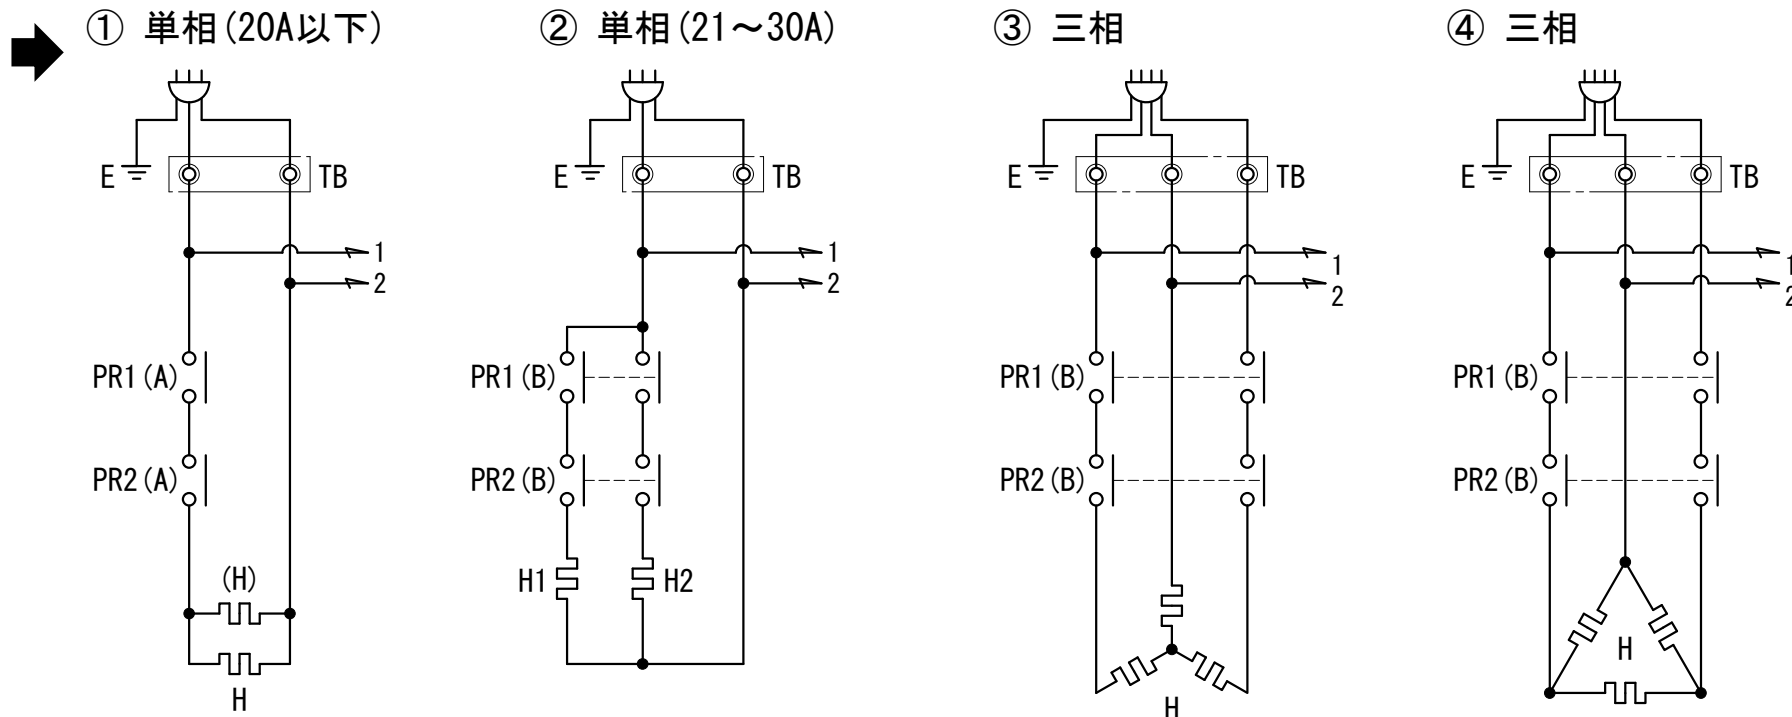 ① 単相(20A以下)
E
TB
1
2
PR1(A)
PR2(A)
(H)
H
② 単相(21～30A)
E
TB
1
2
PR1(B)
PR2(B)
H1
H2
③ 三相
E
TB
1
2
PR1(B)
PR2(B)
H
④ 三相
E
TB
1
2
PR1(B)
PR2(B)
H